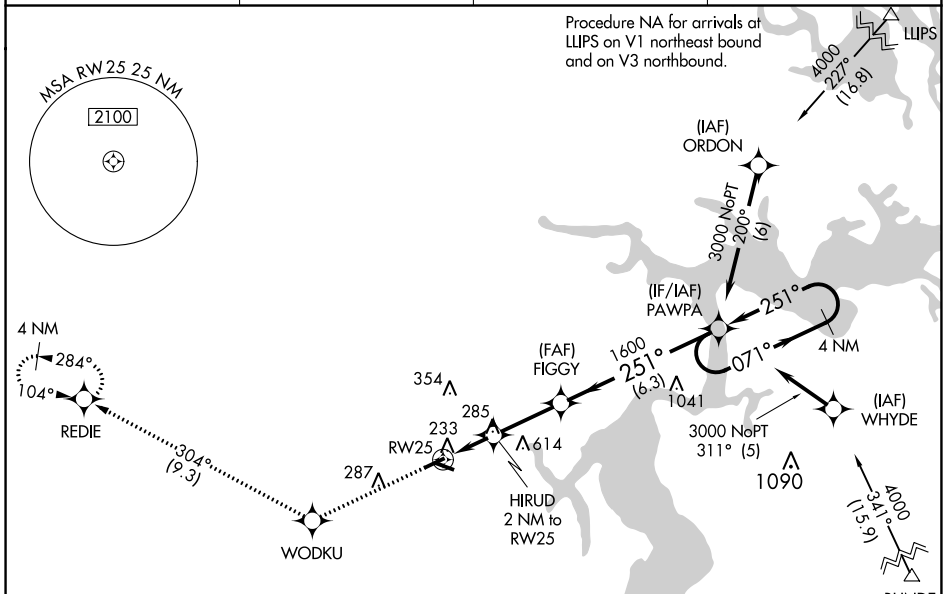 Procedure NA for arrivals at
LLIPS on V1 northeast bound
and on V3 northbound.
LLIPS
4000
227°
(16.8)
MSA RW25 25 NM
2100
(IAF)
ORDON
3000 NoPT
200°
(6)
(IF/IAF)
PAWPA
251°
071°
4 NM
1600
251°
(6.3)
(FAF)
FIGGY
1041
(IAF)
WHYDE
3000 NoPT
311° (5)
1090
4000
341°
(15.9)
354
285
233
614
RW25
287
HIRUD
2 NM to
RW25
4 NM
284°
104°
REDIE
304°
(9.3)
WODKU